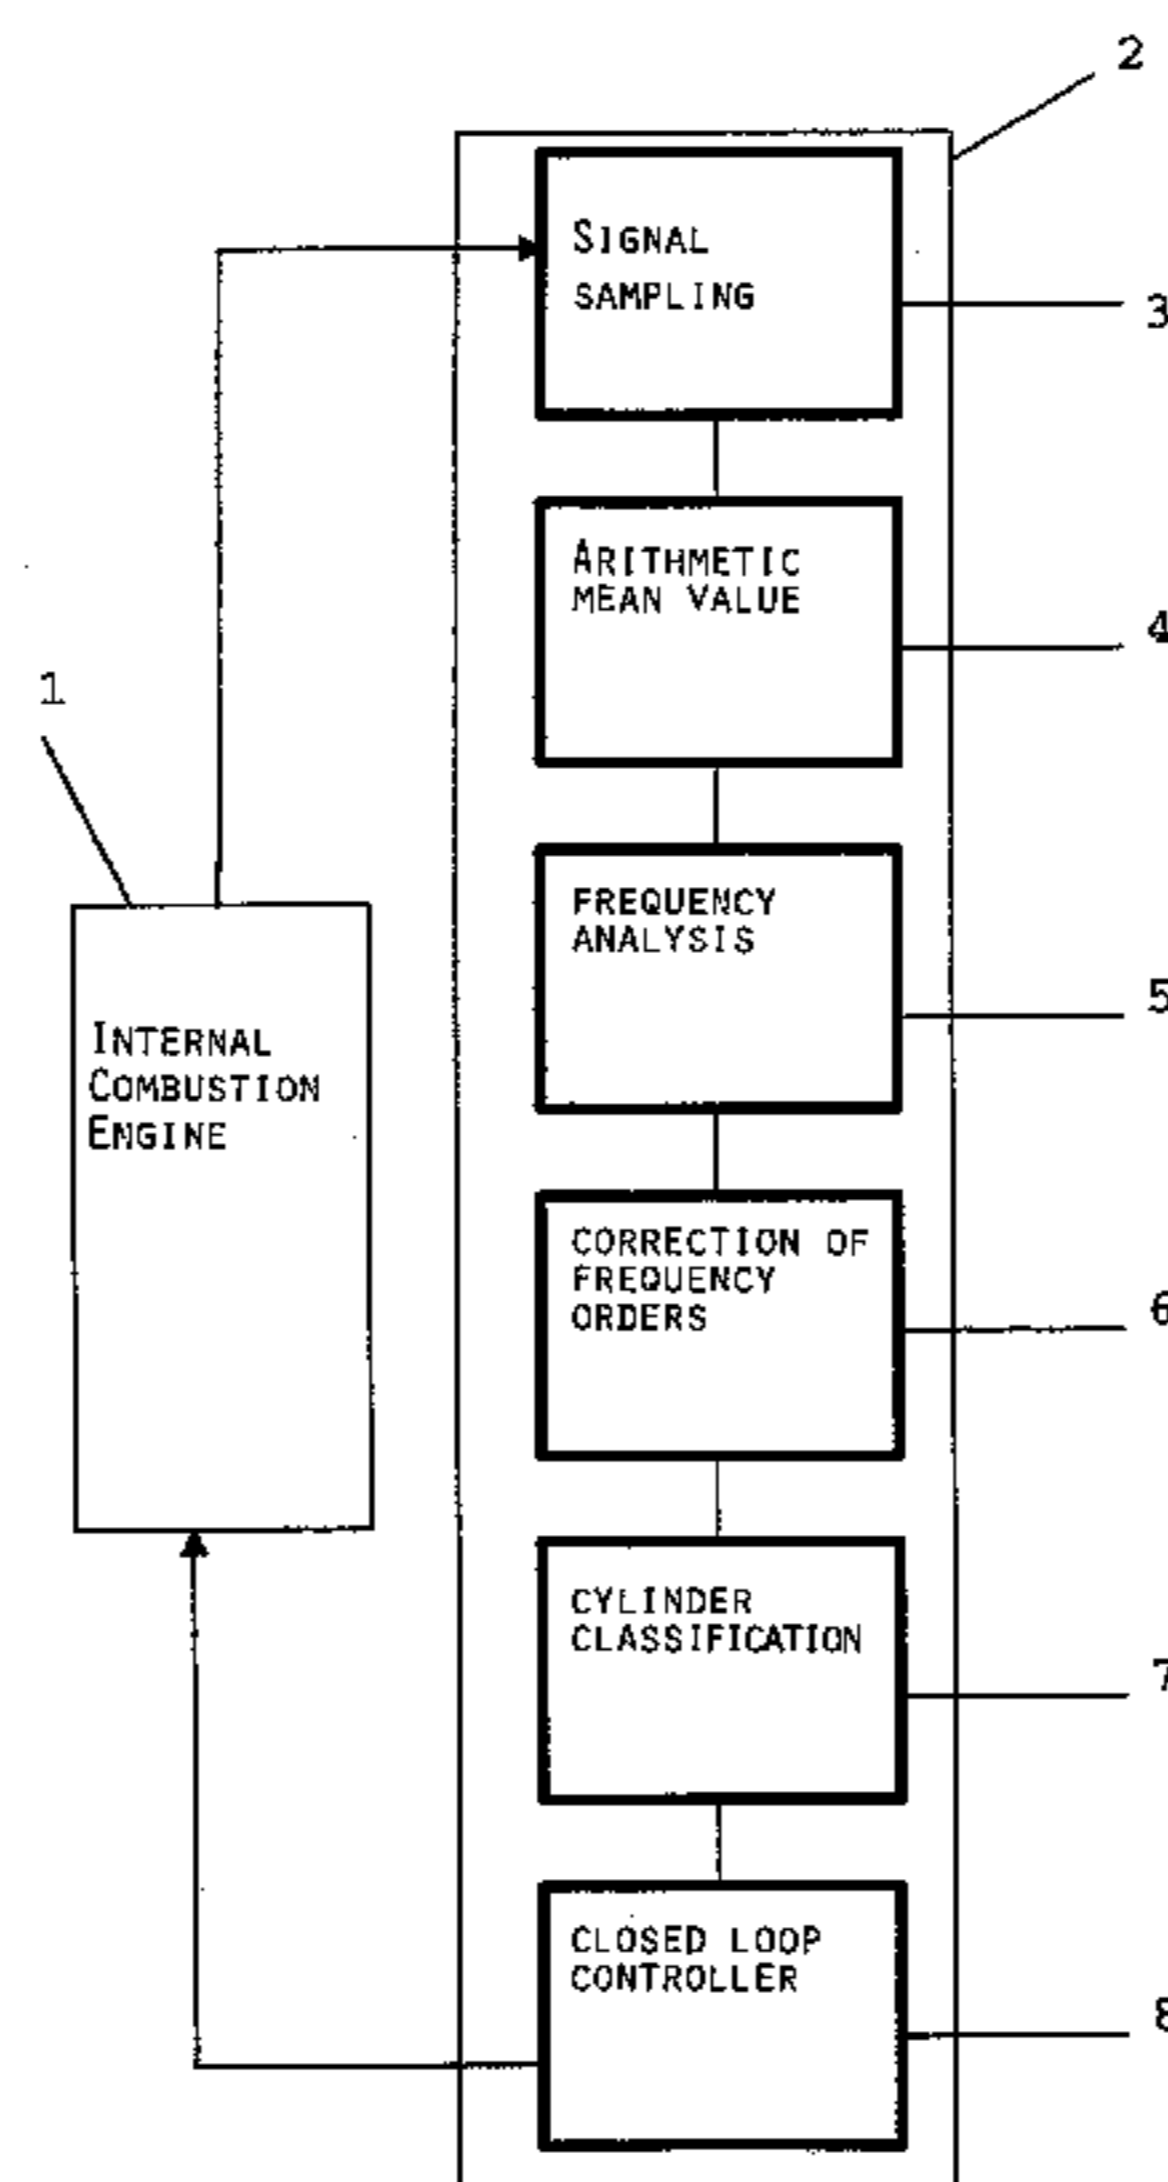 2
SIGNAL
SAMPLING
3
ARITHMETIC
MEAN VALUE
4
1
FREQUENCY
ANALYSIS
5
INTERNAL
COMBUSTION
ENGINE
CORRECTION OF
FREQUENCY
ORDERS
6
CYLINDER
CLASSIFICATION
7
CLOSED LOOP
CONTROLLER
8